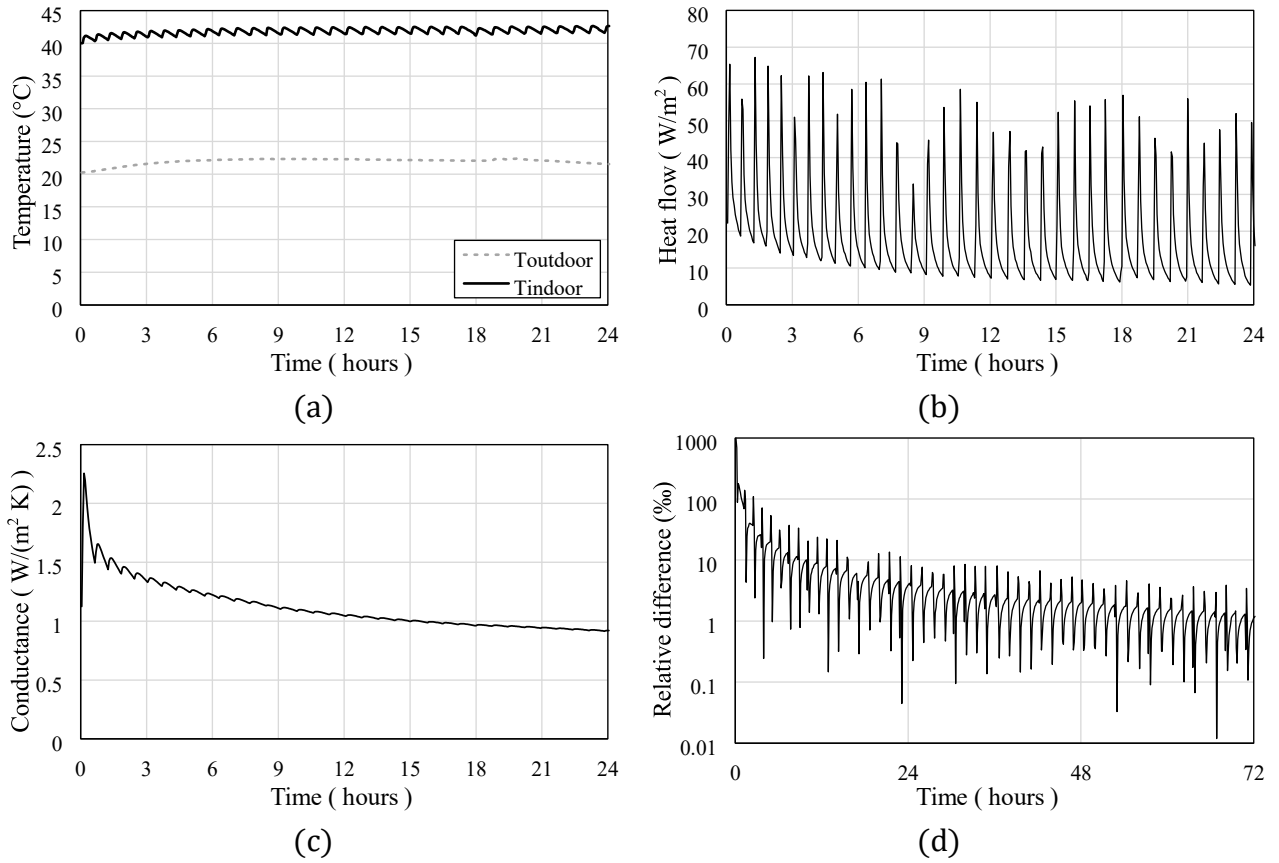 Temperature (°C)
45
40
35
30
25
20
15
10
5
0
Toutdoor
Tindoor
0 3 6 9 12 15 18 21 24
Time ( hours )
(a)
Heat flow ( W/m² )
80
70
60
50
40
30
20
10
0
0 3 6 9 12 15 18 21 24
Time ( hours )
(b)
Conductance ( W/(m² K) )
2.5
2
1.5
1
0.5
0
0 3 6 9 12 15 18 21 24
Time ( hours )
(c)
Relative difference (‰)
1000
100
10
1
0.1
0.01
0 24 48 72
Time ( hours )
(d)